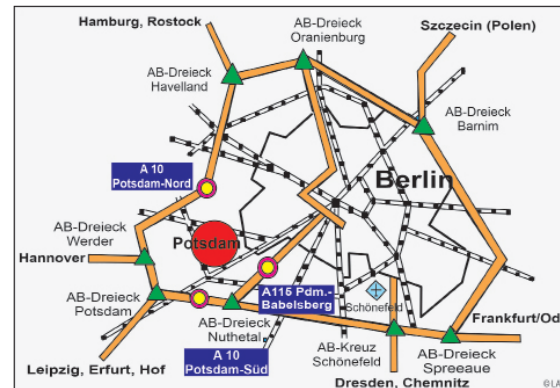 Hamburg, Rostock
AB-Dreieck
Oranienburg
Szczecin (Polen)
AB-Dreieck
Havelland
AB-Dreieck
Barnim
A 10
Potsdam-Nord
Berlin
AB-Dreieck
Werder
Potsdam
Hannover
AB-Dreieck
Potsdam
A115 Pdm.-
Babelsberg
Schönefeld
AB-Dreieck
Nuthetal
Frankfurt/Od
A 10
Potsdam-Süd
AB-Kreuz
Schönefeld
AB-Dreieck
Spreeaue
Leipzig, Erfurt, Hof
Dresden, Chemnitz